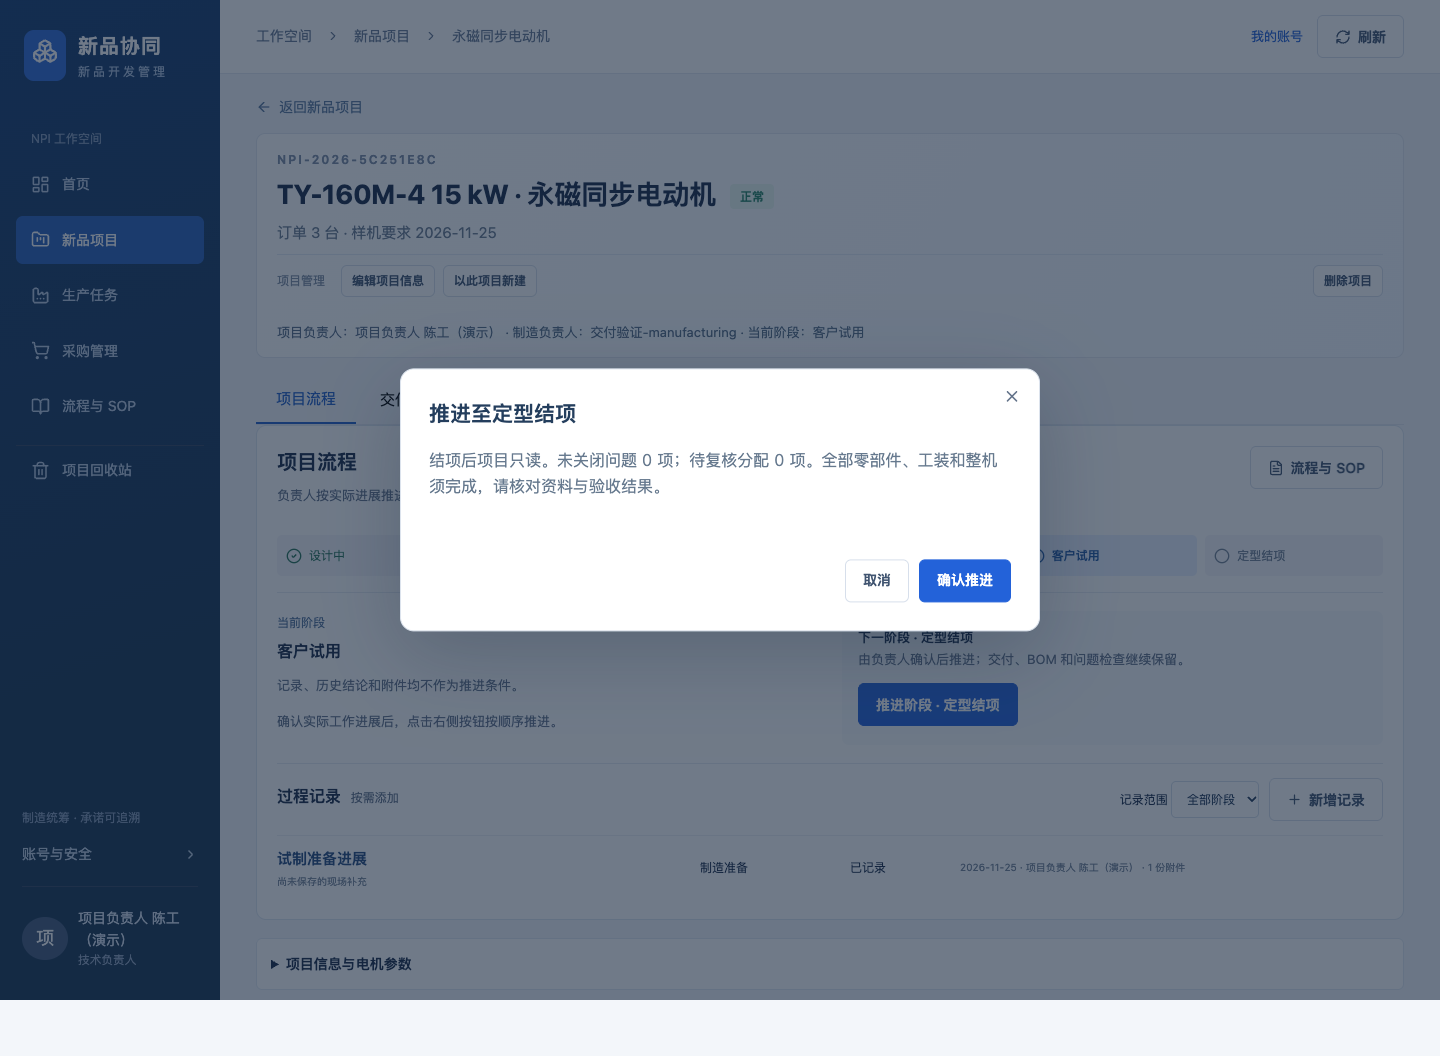 新品协同
新品开发管理
NPI 工作空间
首页
新品项目
生产任务
采购管理
流程与 SOP
项目回收站
制造统筹 · 承诺可追溯
账号与安全
项
项目负责人 陈工
（演示）
技术负责人
工作空间 > 新品项目 > 永磁同步电动机
我的账号
刷新
返回新品项目
NPI-2026-5C251E8C
TY-160M-4 15 kW · 永磁同步电动机
正常
订单 3 台 · 样机要求 2026-11-25
项目管理
编辑项目信息
以此项目新建
删除项目
项目负责人：项目负责人 陈工（演示） · 制造负责人：交付验证-manufacturing · 当前阶段：客户试用
项目流程
交
推进至定型结项
结项后项目只读。未关闭问题 0 项；待复核分配 0 项。全部零部件、工装和整机
须完成，请核对资料与验收结果。
取消
确认推进
项目流程
负责人按实际进展推
流程与 SOP
设计中
客户试用
定型结项
当前阶段
客户试用
记录、历史结论和附件均不作为推进条件。
确认实际工作进展后，点击右侧按钮按顺序推进。
下一阶段 · 定型结项
由负责人确认后推进；交付、BOM 和问题检查继续保留。
推进阶段 · 定型结项
过程记录
按需添加
记录范围
全部阶段
新增记录
试制准备进展
尚未保存的现场补充
制造准备
已记录
2026-11-25 · 项目负责人 陈工（演示） · 1 份附件
项目信息与电机参数